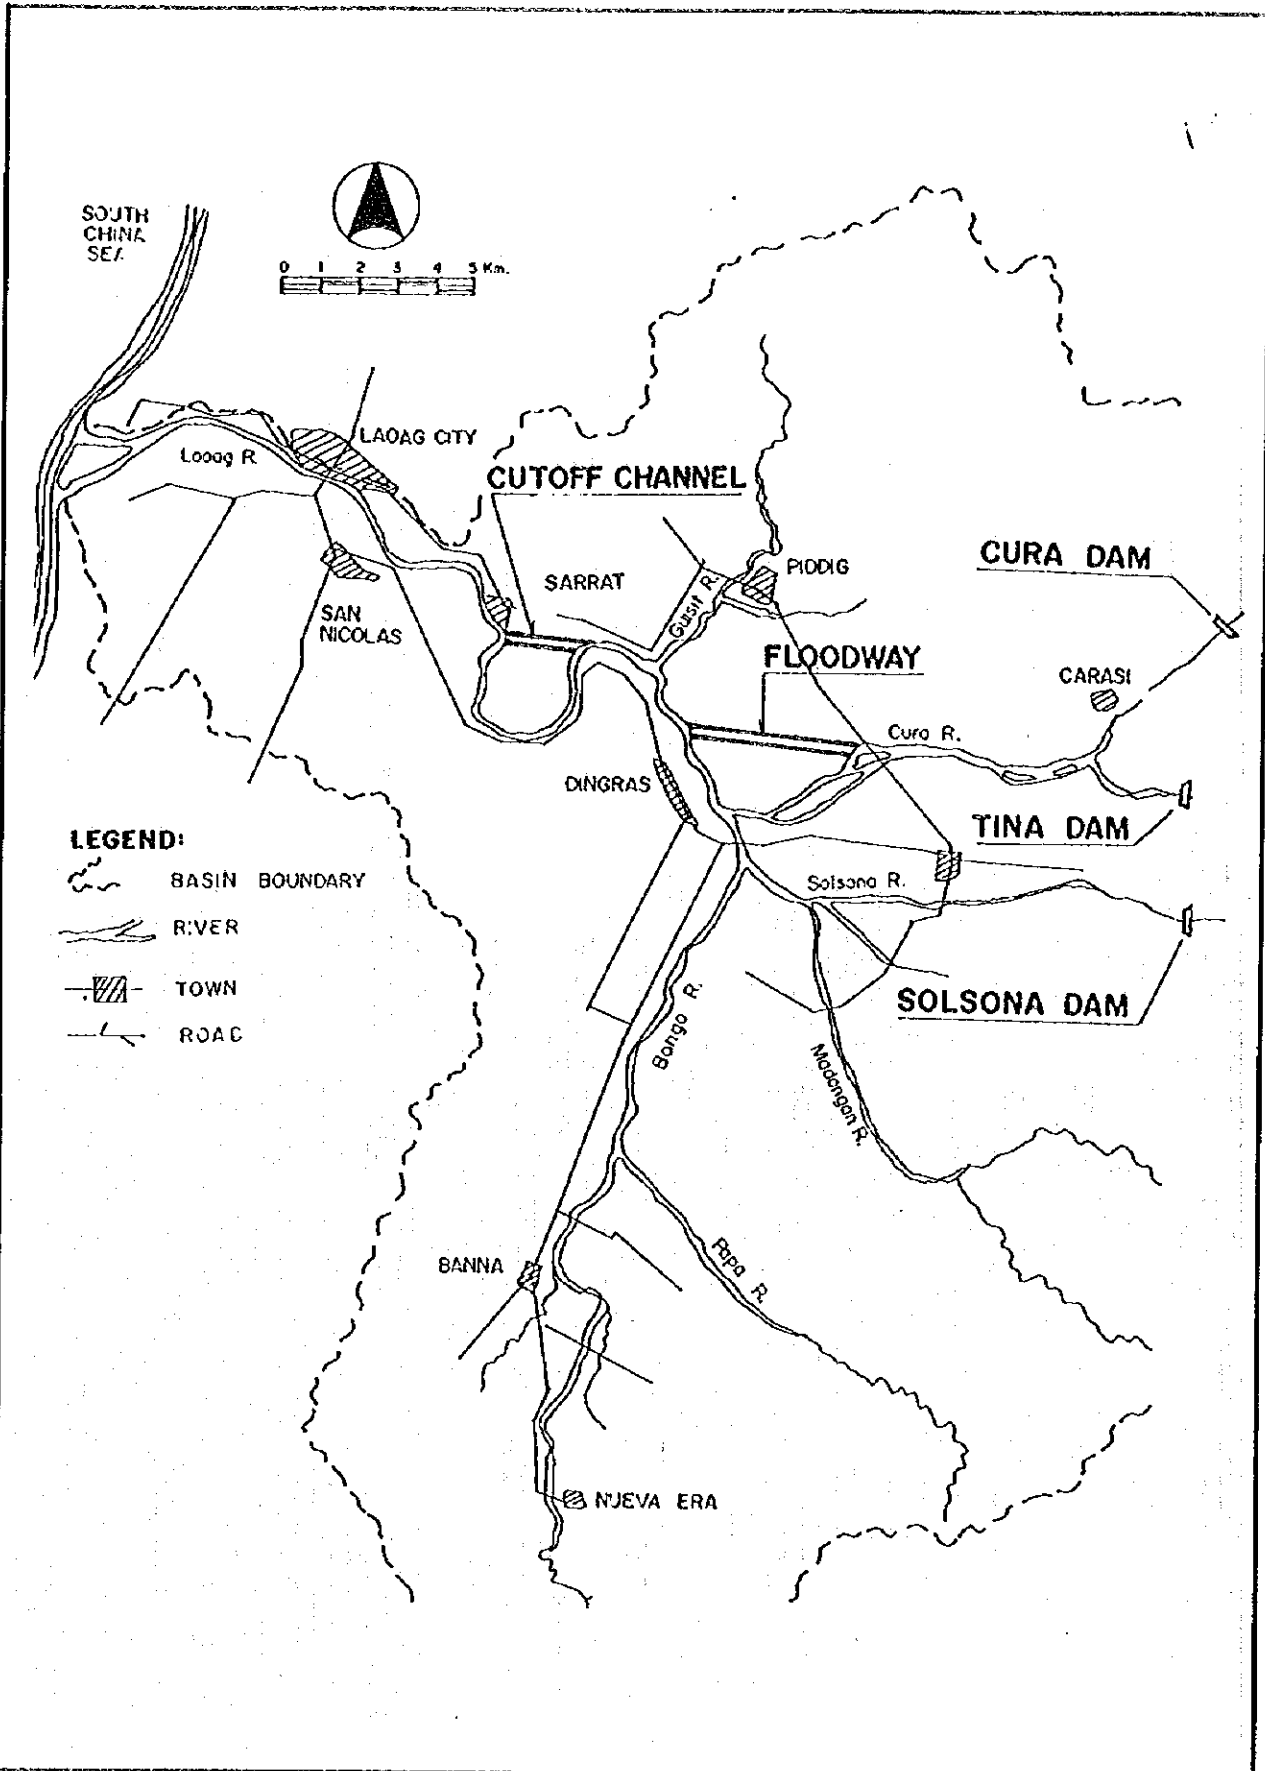 SOUTH
CHINA
SEA
0 1 2 3 4 5 Km.
LAOAG CITY
Laoag R.
CUTOFF CHANNEL
SARRAT
Guisit R.
PIDDIG
CURA DAM
SAN
NICOLAS
FLOODWAY
CARASI
Cura R.
DINGRAS
TINA DAM
LEGEND:
BASIN BOUNDARY
RIVER
TOWN
ROAD
Solsona R.
SOLSONA DAM
Bongo R.
Madongan R.
BANNA
Papa R.
NUEVA ERA